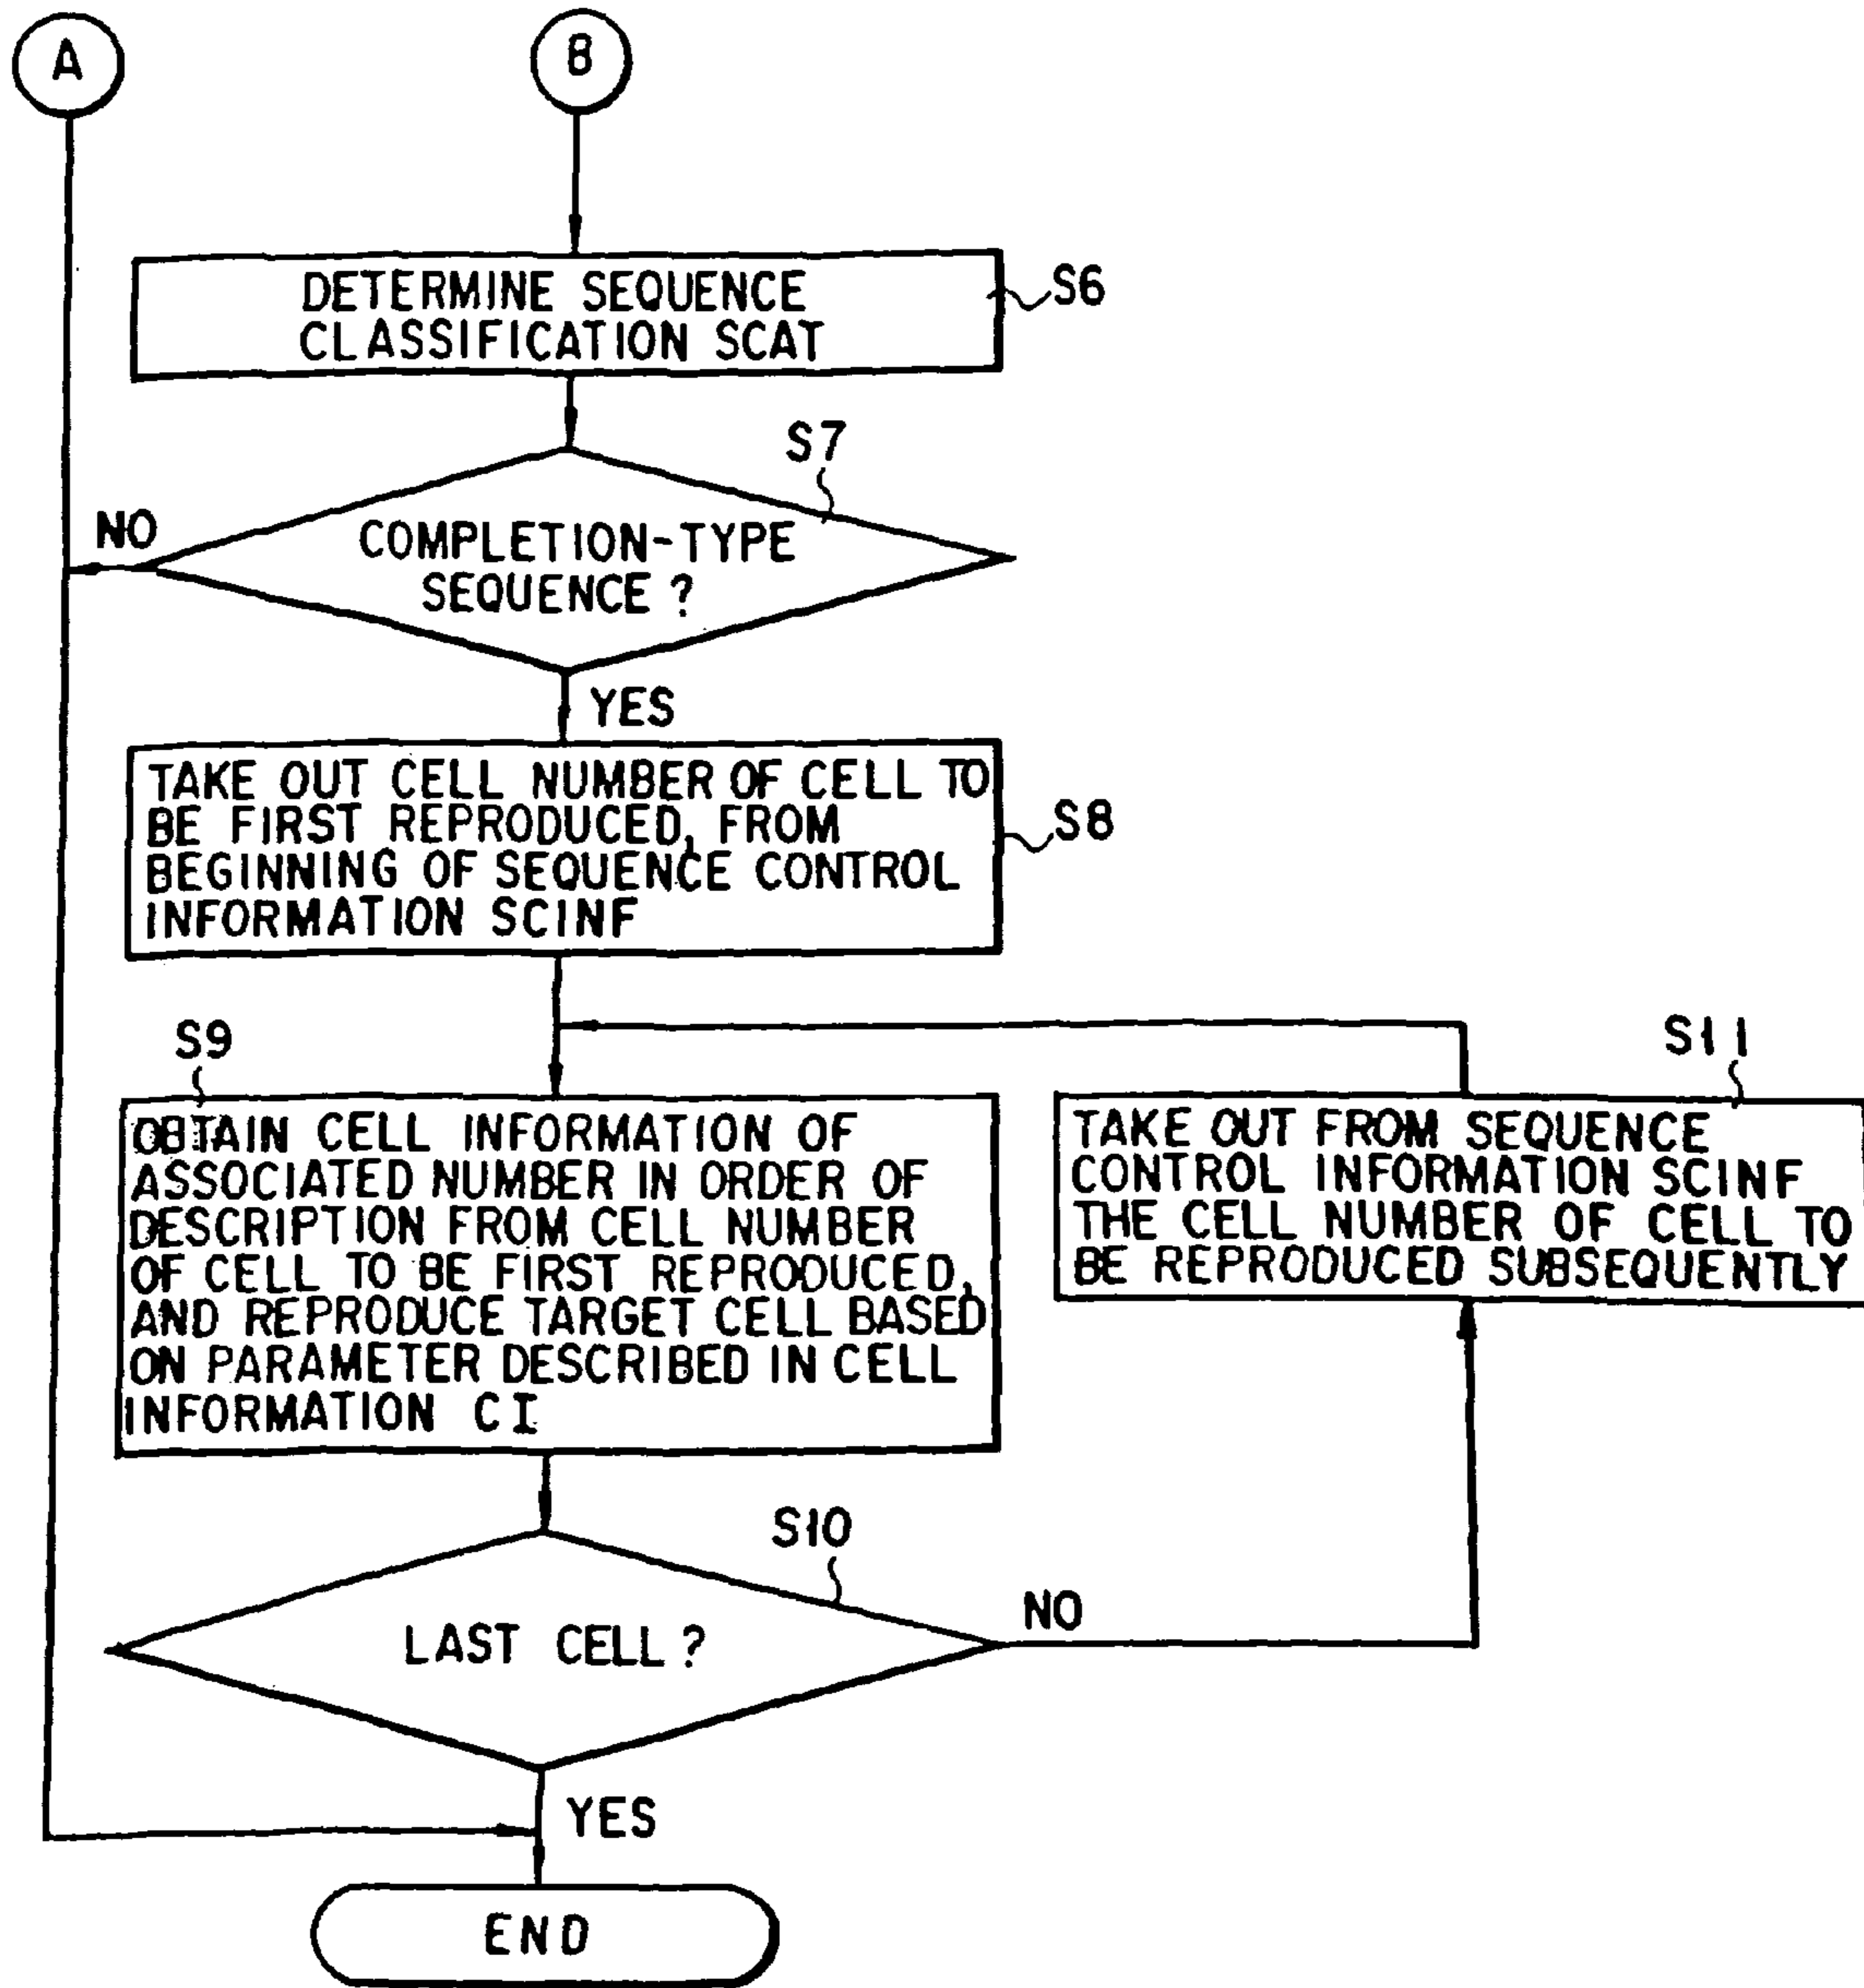 A
B
DETERMINE SEQUENCE
CLASSIFICATION SCAT
S6
S7
NO
COMPLETION-TYPE
SEQUENCE?
YES
TAKE OUT CELL NUMBER OF CELL TO
BE FIRST REPRODUCED, FROM
BEGINNING OF SEQUENCE CONTROL
INFORMATION SCINF
S8
S9
OBTAIN CELL INFORMATION OF
ASSOCIATED NUMBER IN ORDER OF
DESCRIPTION FROM CELL NUMBER
OF CELL TO BE FIRST REPRODUCED,
AND REPRODUCE TARGET CELL BASED
ON PARAMETER DESCRIBED IN CELL
INFORMATION CI
S11
TAKE OUT FROM SEQUENCE
CONTROL INFORMATION SCINF
THE CELL NUMBER OF CELL TO
BE REPRODUCED SUBSEQUENTLY
S10
LAST CELL?
NO
YES
END